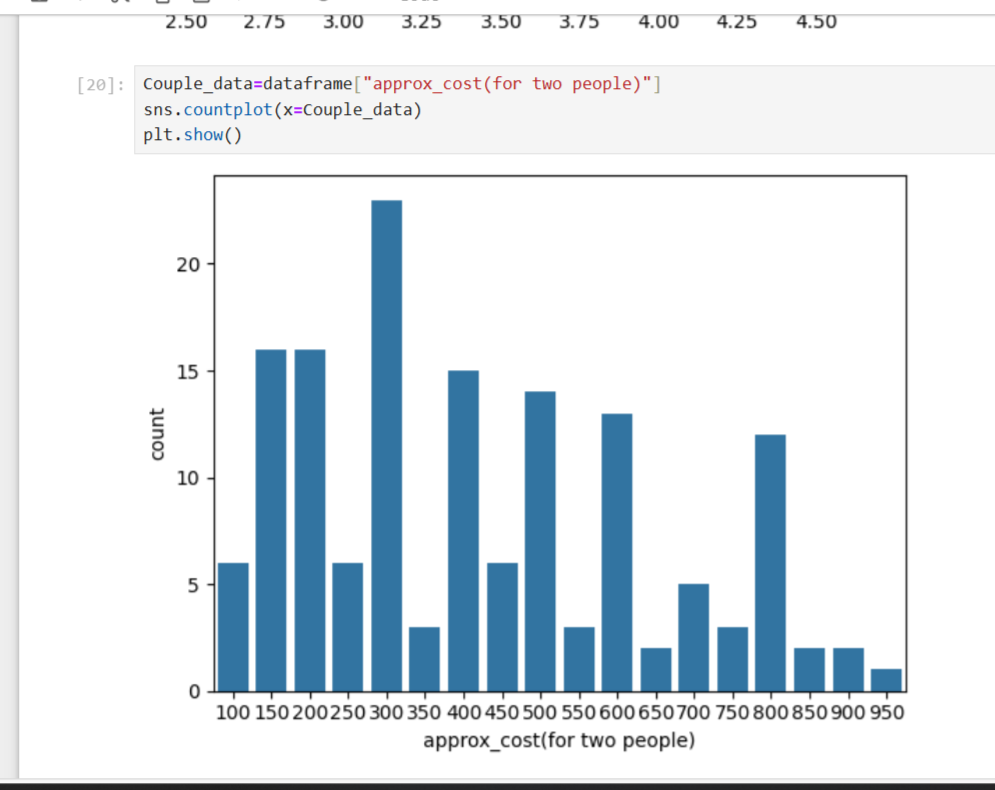 2.50 2.75 3.00 3.25 3.50 3.75 4.00 4.25 4.50
[20]: Couple_data=dataframe["approx_cost(for two people)"]
sns.countplot(x=Couple_data)
plt.show()
20
15
count
10
5
0
100 150 200 250 300 350 400 450 500 550 600 650 700 750 800 850 900 950
approx_cost(for two people)